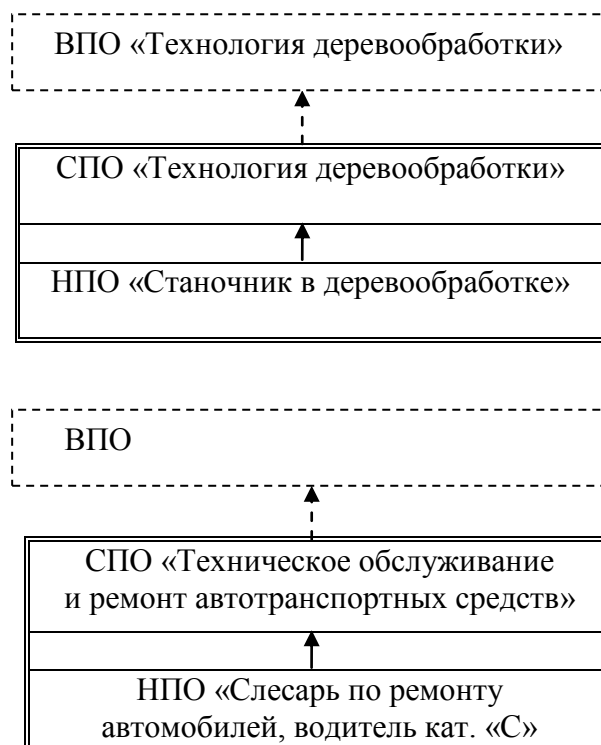 ВПО «Технология деревообработки»
СПО «Технология деревообработки»
НПО «Станочник в деревообработке»
ВПО
СПО «Техническое обслуживание
и ремонт автотранспортных средств»
НПО «Слесарь по ремонту
автомобилей, водитель кат. «С»